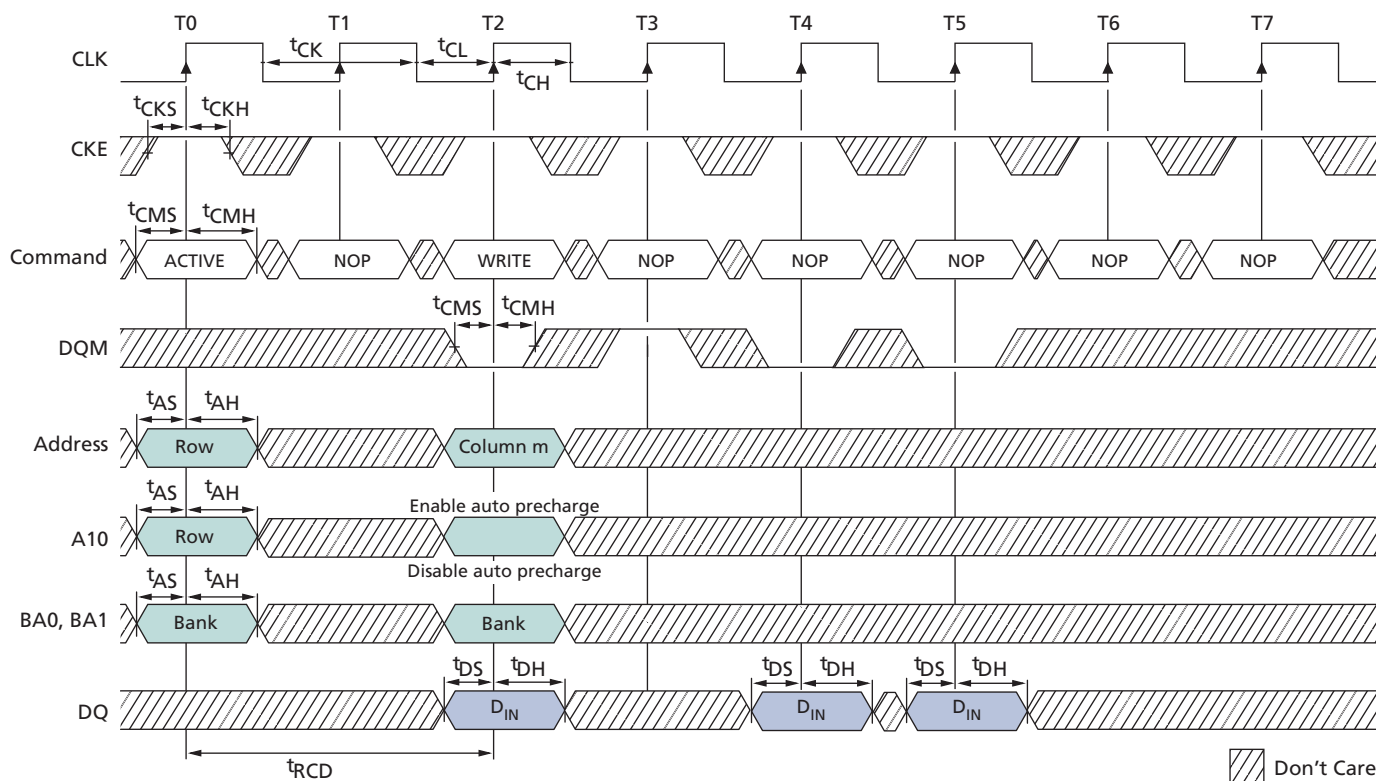 T0 T1 T2 T3 T4 T5 T6 T7
CLK tCK tCL
tCH
tCKS tCKH
CKE
tCMS tCMH
Command ACTIVE NOP WRITE NOP NOP NOP NOP NOP
tCMS tCMH
DQM
tAS tAH
Address Row Column m
tAS tAH Enable auto precharge
A10 Row
Disable auto precharge
tAS tAH
BA0, BA1 Bank Bank
tDS tDH tDS tDH tDS tDH
DQ DIN DIN DIN
tRCD
Don't Care